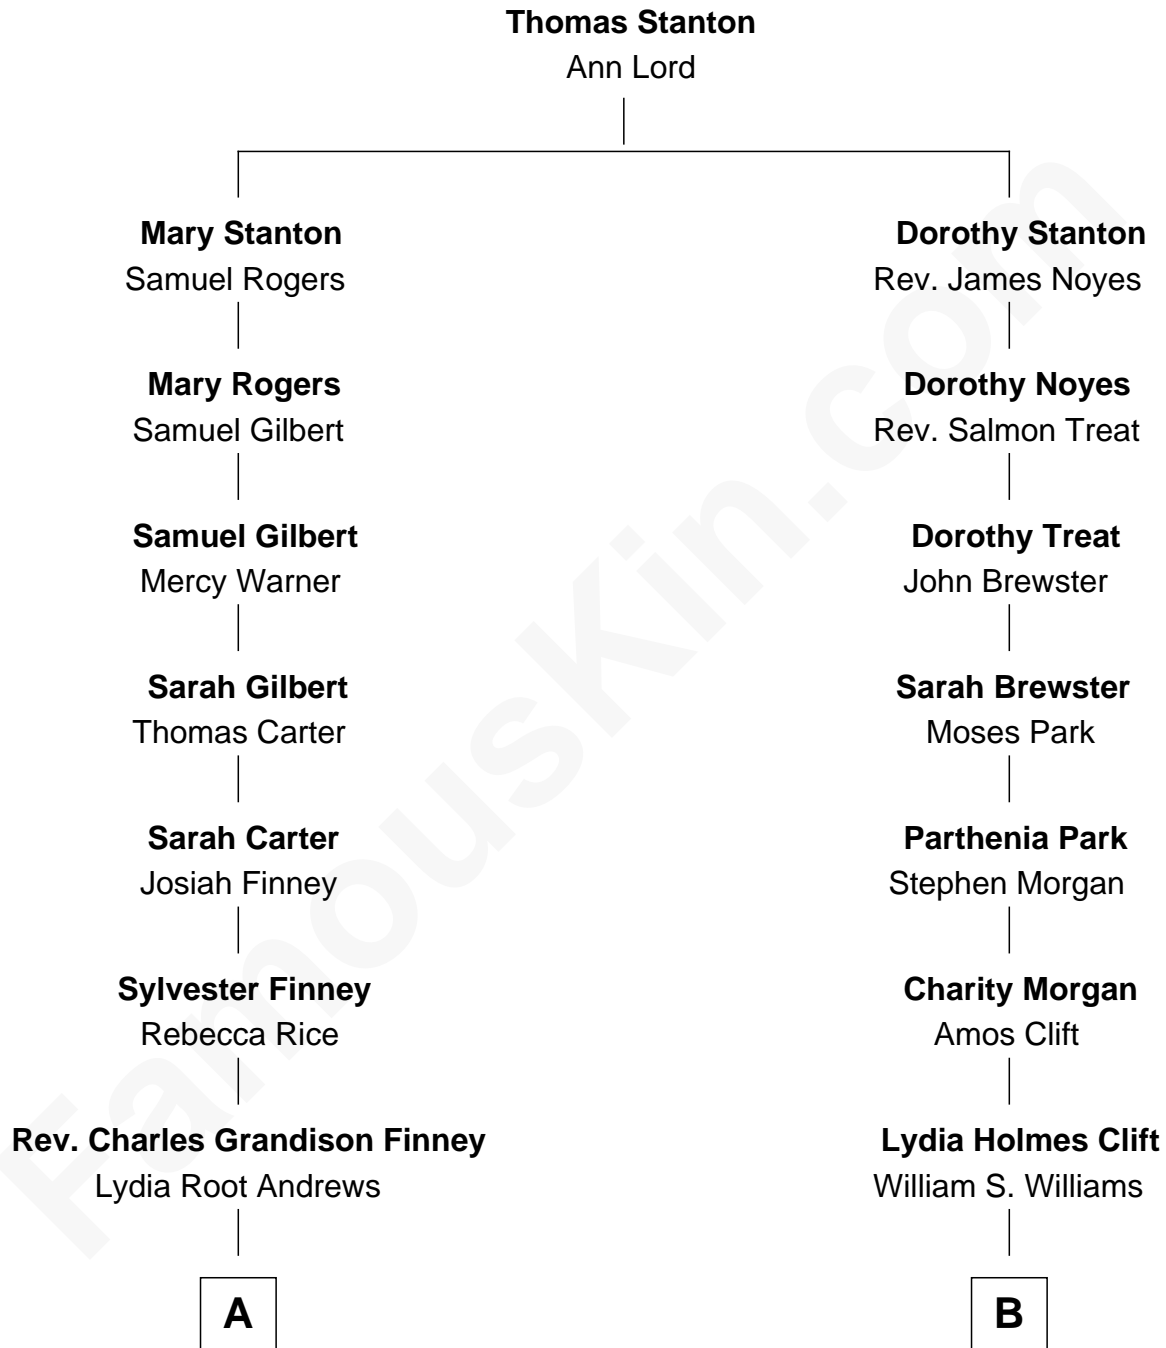 Thomas Stanton
Ann Lord
Mary Stanton
Samuel Rogers
Dorothy Stanton
Rev. James Noyes
Mary Rogers
Samuel Gilbert
Dorothy Noyes
Rev. Salmon Treat
Samuel Gilbert
Mercy Warner
Dorothy Treat
John Brewster
Sarah Gilbert
Thomas Carter
Sarah Brewster
Moses Park
Sarah Carter
Josiah Finney
Parthenia Park
Stephen Morgan
Sylvester Finney
Rebecca Rice
Charity Morgan
Amos Clift
Rev. Charles Grandison Finney
Lydia Root Andrews
Lydia Holmes Clift
William S. Williams
A
B
FamousKin.com